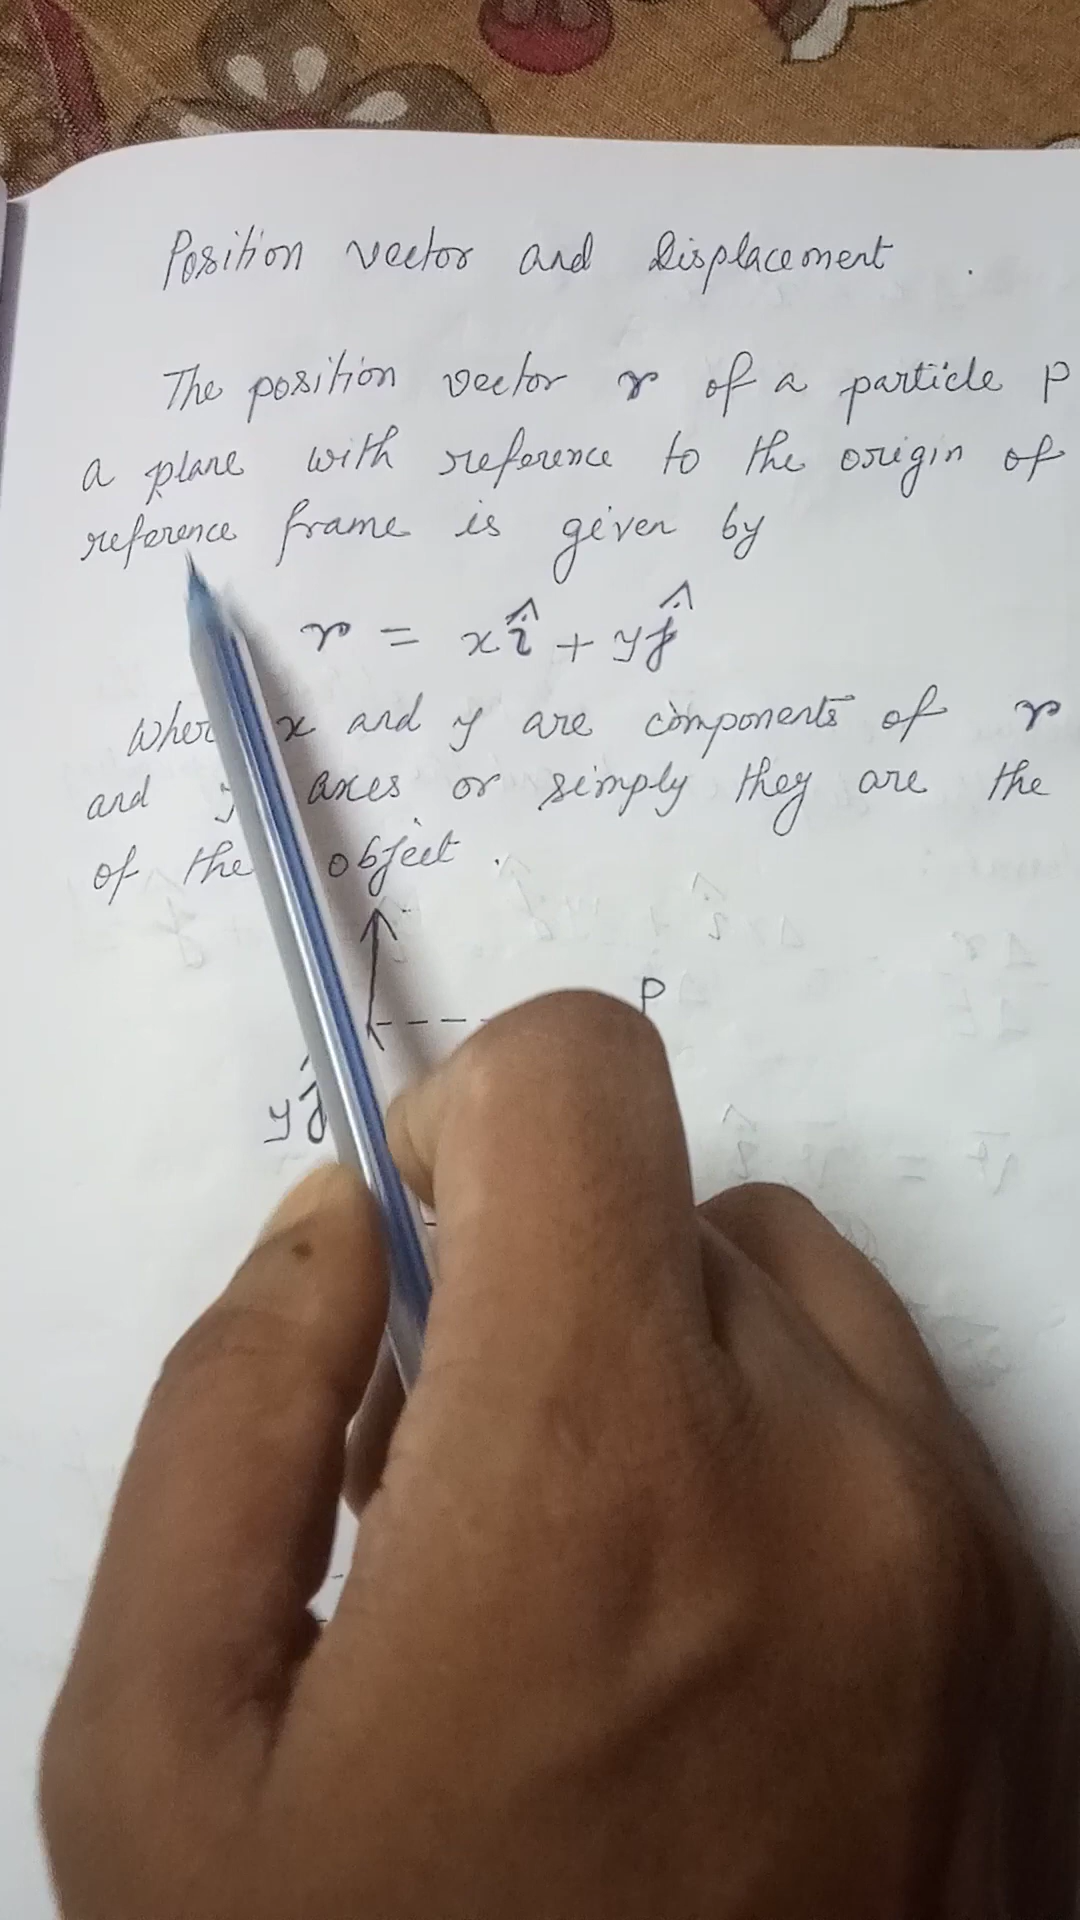 Position vector and Displacement.
The position vector r of a particle P
a plane with reference to the origin of
reference frame is given by
r = xî + yĵ
Wher x and y are components of r
and y axes or simply they are the
of the object.
P
yĵ